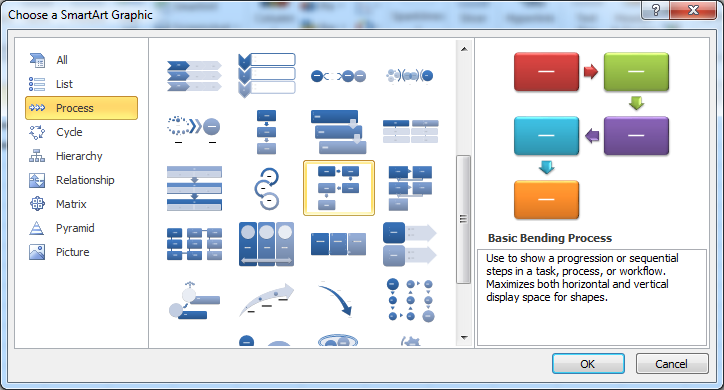 Choose a SmartArt Graphic
All
List
Process
Cycle
Hierarchy
Relationship
Matrix
Pyramid
Picture
Basic Bending Process
Use to show a progression or sequential
steps in a task, process, or workflow.
Maximizes both horizontal and vertical
display space for shapes.
OK
Cancel